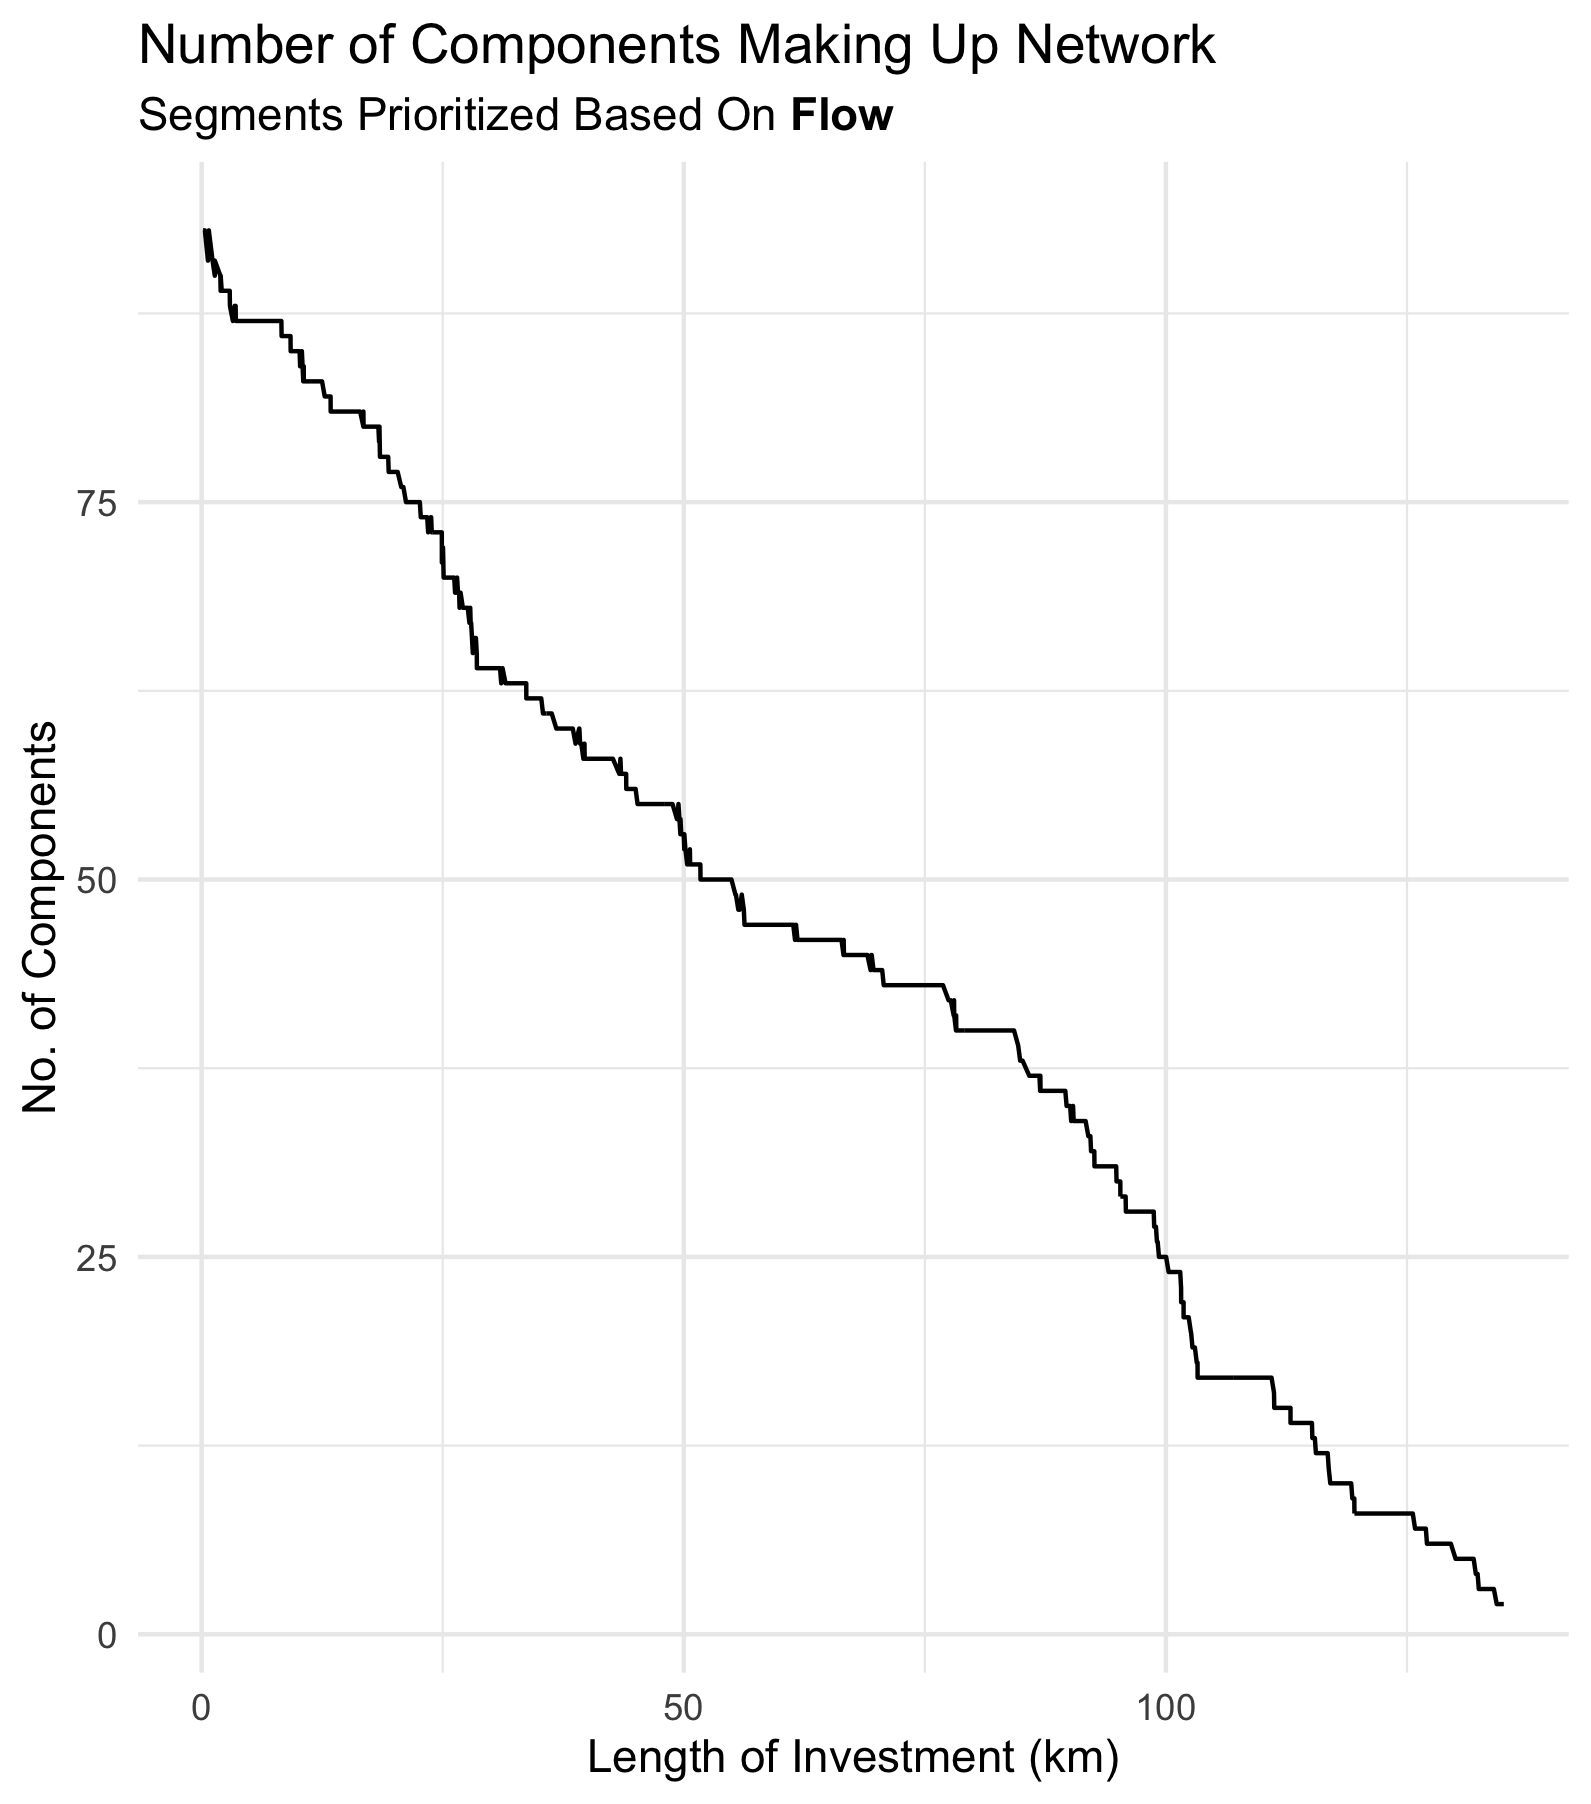 Number of Components Making Up Network
Segments Prioritized Based On Flow
No. of Components
75
50
25
0
0 50 100
Length of Investment (km)